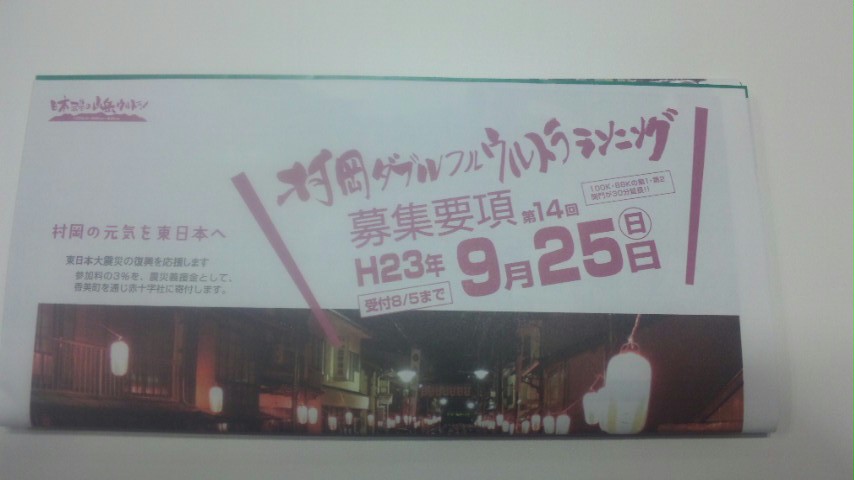 村岡ダブルフルウルトラランニング
100K・88Kの第1・第2
関門が30分延長!!
募集要項 第14回
H23年 9月25日 ㊐
受付8/5まで
村岡の元気を東日本へ
東日本大震災の復興を応援します
参加料の3%を、震災義援金として、
香美町を通じ赤十字社に寄付します。